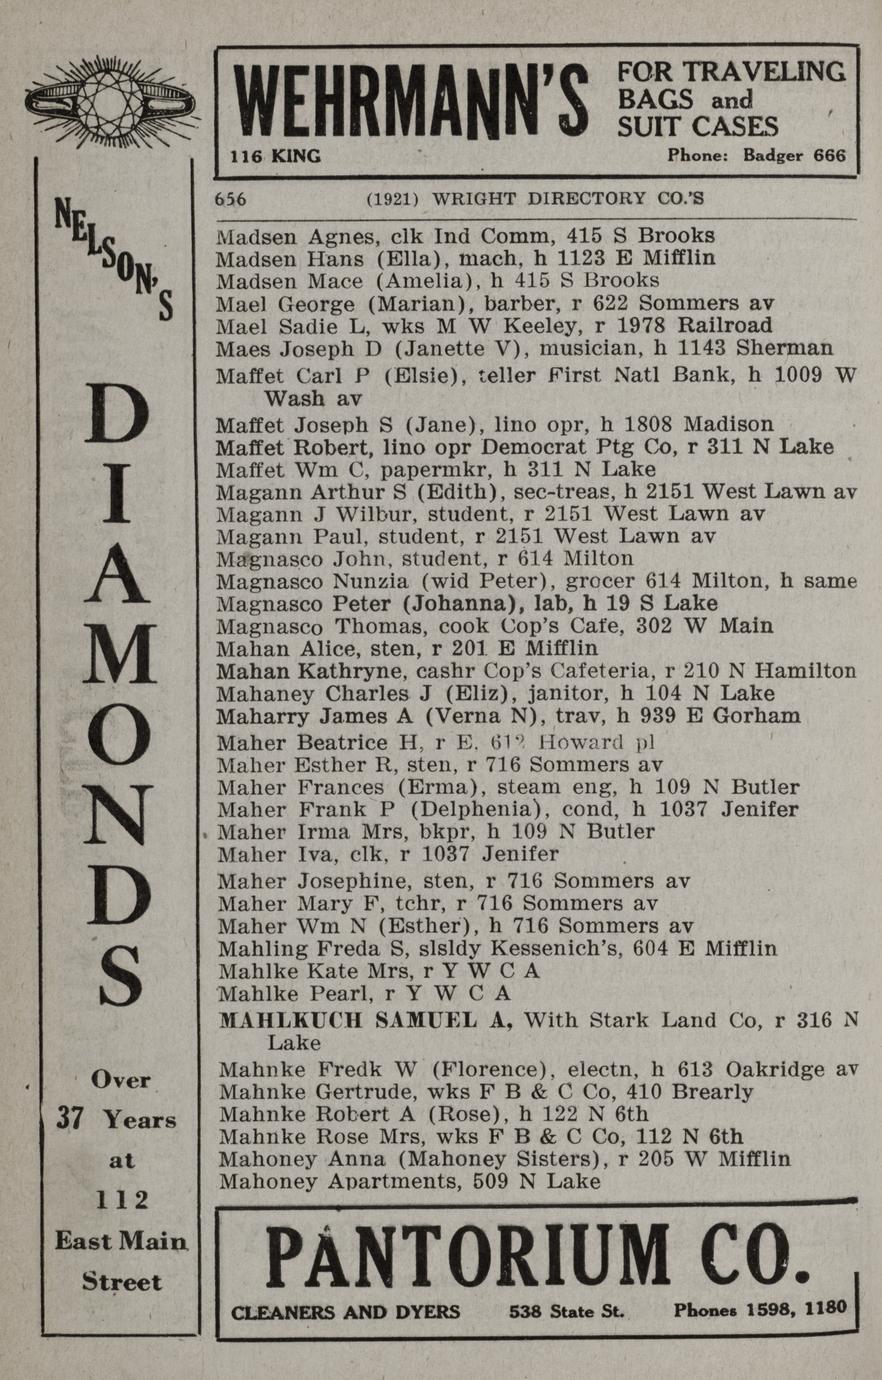 WEHRMANN'S
FOR TRAVELING
BAGS and
SUIT CASES
116 KING
Phone: Badger 666
NELSON'S
DIAMONDS
Over
37 Years
at
112
East Main
Street
656 (1921) WRIGHT DIRECTORY CO.'S
Madsen Agnes, clk Ind Comm, 415 S Brooks
Madsen Hans (Ella), mach, h 1123 E Mifflin
Madsen Mace (Amelia), h 415 S Brooks
Mael George (Marian), barber, r 622 Sommers av
Mael Sadie L, wks M W Keeley, r 1978 Railroad
Maes Joseph D (Janette V), musician, h 1143 Sherman
Maffet Carl P (Elsie), teller First Natl Bank, h 1009 W
Wash av
Maffet Joseph S (Jane), lino opr, h 1808 Madison
Maffet Robert, lino opr Democrat Ptg Co, r 311 N Lake
Maffet Wm C, papermkr, h 311 N Lake
Magann Arthur S (Edith), sec-treas, h 2151 West Lawn av
Magann J Wilbur, student, r 2151 West Lawn av
Magann Paul, student, r 2151 West Lawn av
Magnasco John, student, r 614 Milton
Magnasco Nunzia (wid Peter), grocer 614 Milton, h same
Magnasco Peter (Johanna), lab, h 19 S Lake
Magnasco Thomas, cook Cop's Cafe, 302 W Main
Mahan Alice, sten, r 201 E Mifflin
Mahan Kathryne, cashr Cop's Cafeteria, r 210 N Hamilton
Mahaney Charles J (Eliz), janitor, h 104 N Lake
Maharry James A (Verna N), trav, h 939 E Gorham
Maher Beatrice H, r E. 612 Howard pl
Maher Esther R, sten, r 716 Sommers av
Maher Frances (Erma), steam eng, h 109 N Butler
Maher Frank P (Delphenia), cond, h 1037 Jenifer
Maher Irma Mrs, bkpr, h 109 N Butler
Maher Iva, clk, r 1037 Jenifer
Maher Josephine, sten, r 716 Sommers av
Maher Mary F, tchr, r 716 Sommers av
Maher Wm N (Esther), h 716 Sommers av
Mahling Freda S, slsldy Kessenich's, 604 E Mifflin
Mahlke Kate Mrs, r Y W C A
Mahlke Pearl, r Y W C A
MAHLKUCH SAMUEL A, With Stark Land Co, r 316 N
Lake
Mahnke Fredk W (Florence), electn, h 613 Oakridge av
Mahnke Gertrude, wks F B & C Co, 410 Brearly
Mahnke Robert A (Rose), h 122 N 6th
Mahnke Rose Mrs, wks F B & C Co, 112 N 6th
Mahoney Anna (Mahoney Sisters), r 205 W Mifflin
Mahoney Apartments, 509 N Lake
PANTORIUM CO.
CLEANERS AND DYERS 538 State St. Phones 1598, 1180